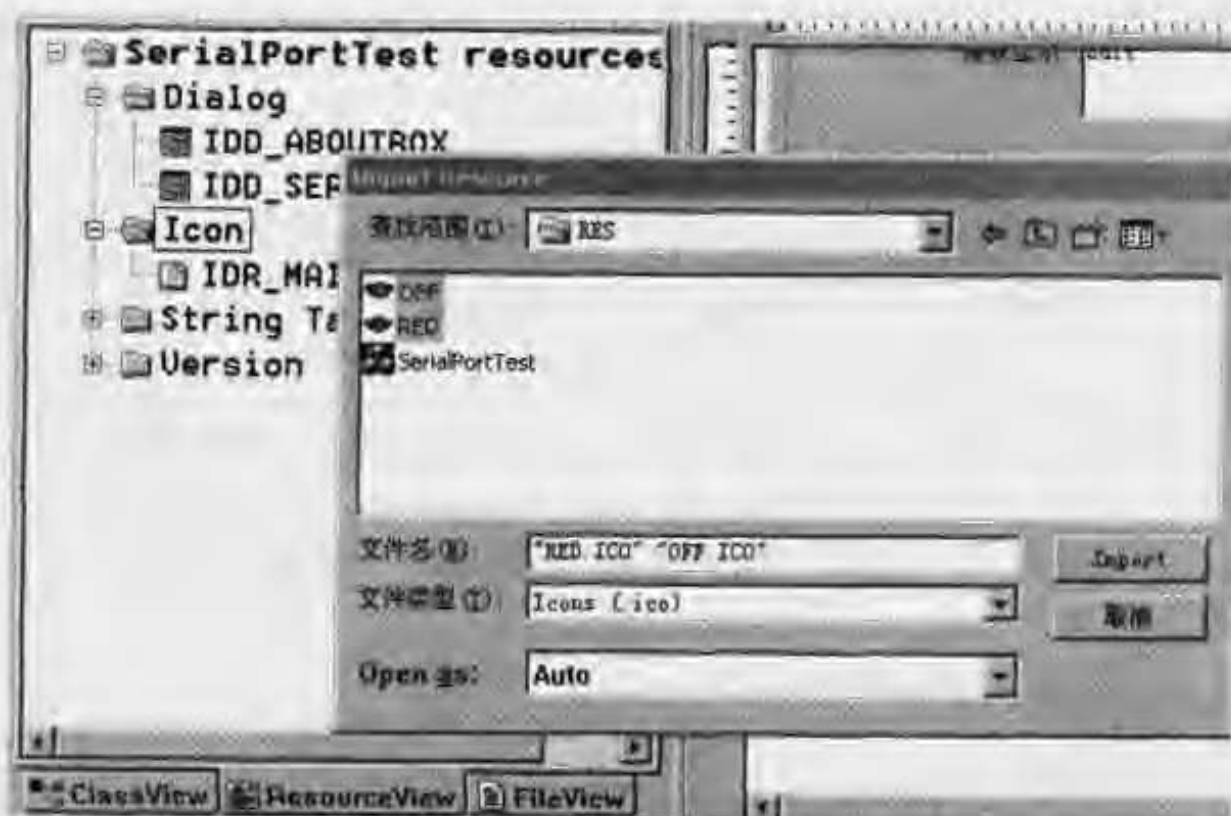 SerialPortTest resources
Dialog
IDD_ABOUTBOX
IDD_SER
Icon
IDR_MAI
String Ta
Version
Import Resource
查找范围(I): RES
OFF
RED
SerialPortTest
文件名(N): "RED.ICO" "OFF.ICO"
Import
文件类型(T): Icons (.ico)
取消
Open as: Auto
ClassView ResourceView FileView